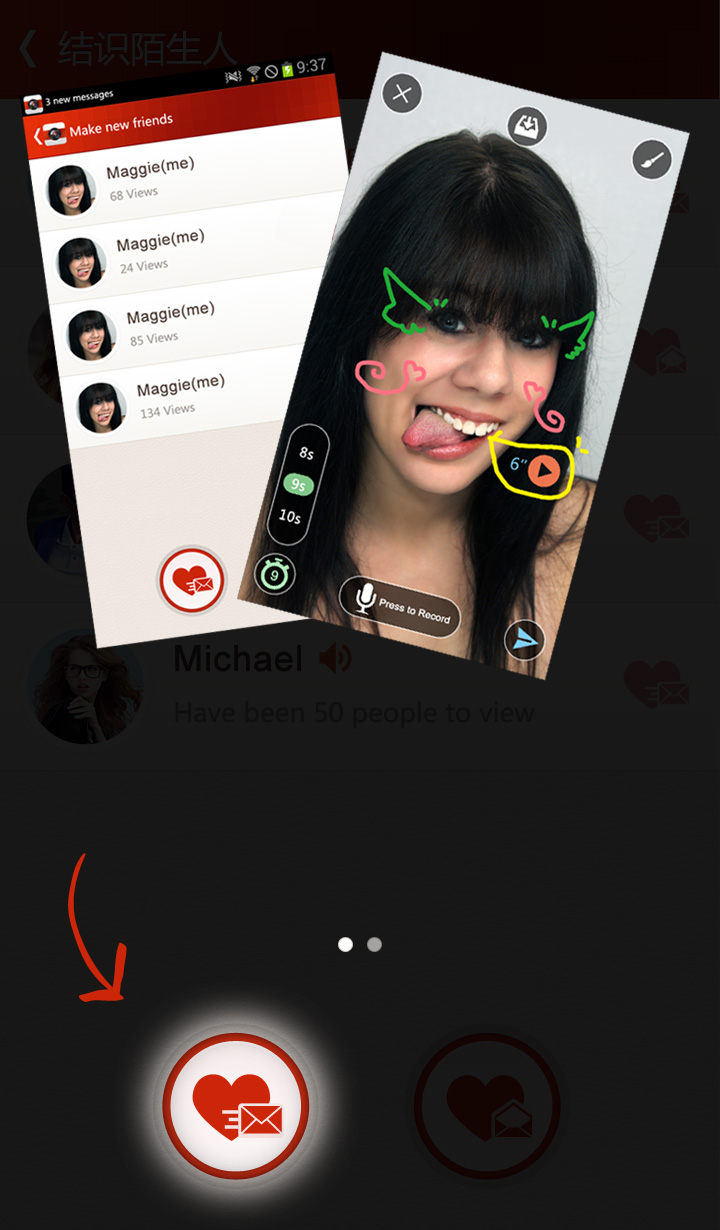 结识陌生人
9:37
3 new messages
Make new friends
Maggie(me)
68 Views
Maggie(me)
24 Views
Maggie(me)
85 Views
Maggie(me)
134 Views
8s
9s
10s
9
6"
Press to Record
Michael
Have been 50 people to view